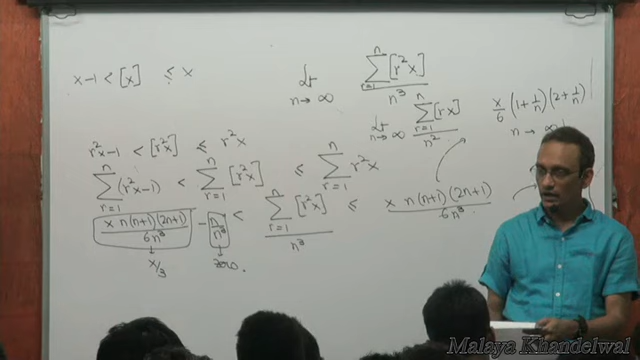 x-1 < [x] ≤ x
lt n→∞ ∑_{r=1}^{n} [r²x] / n³
lt n→∞ ∑_{r=1}^{n} [rx] / n²
x/6 (1+1/n)(2+1/n)
n→∞
r²x-1 < [r²x] ≤ r²x
∑_{r=1}^{n} (r²x-1) < ∑_{r=1}^{n} [r²x] ≤ ∑_{r=1}^{n} r²x
x n(n+1)(2n+1) / 6n³ - n/n³ < ∑_{r=1}^{n} [r²x] / n³ ≤ x n(n+1)(2n+1) / 6n³
x/3 zero.
Malaya Khandelwal